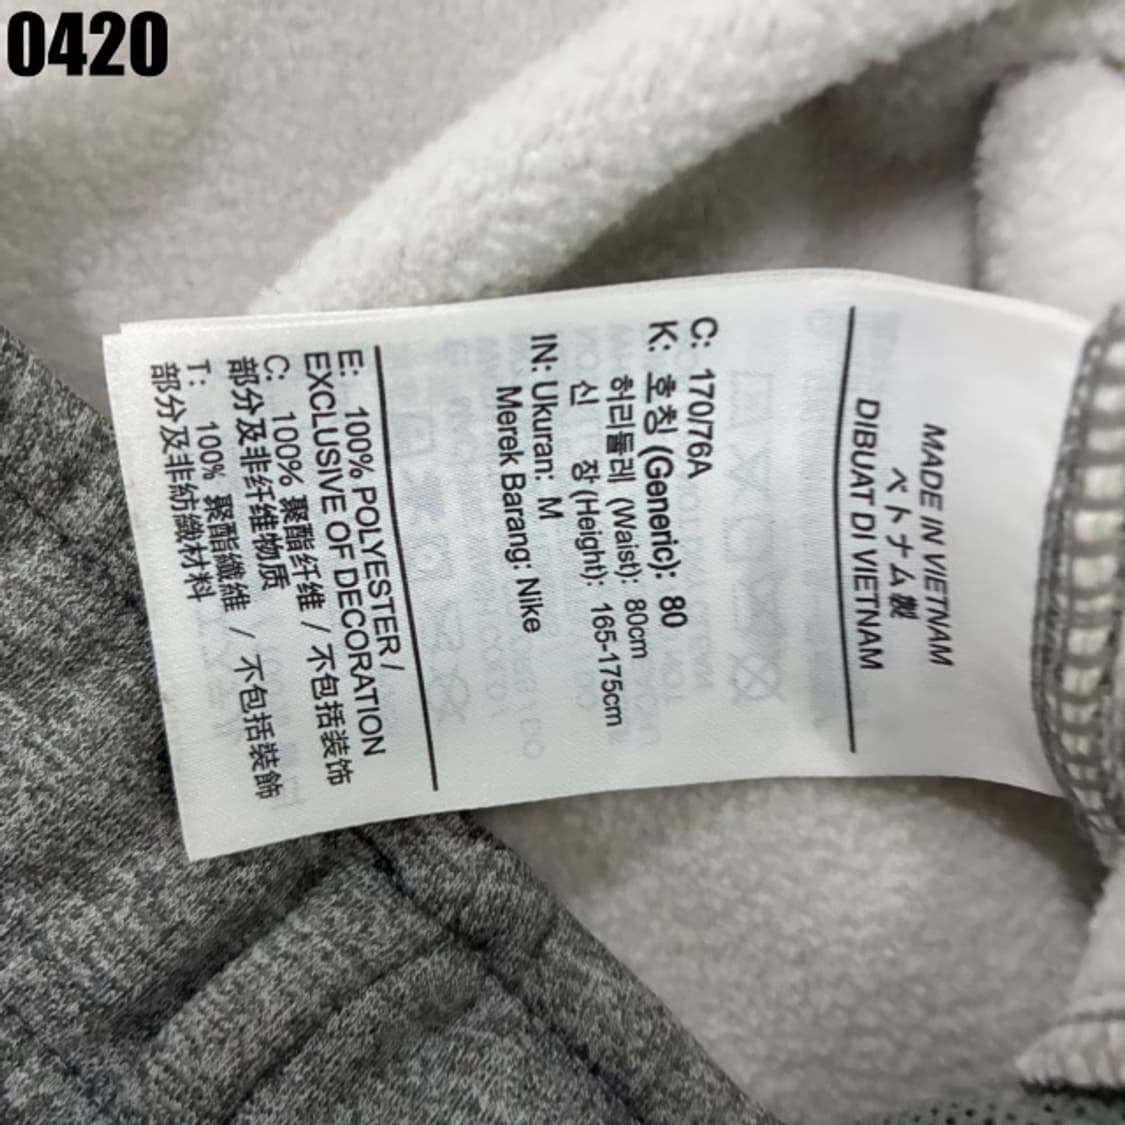 0420
MADE IN VIETNAM
ベトナム製
DIBUAT DI VIETNAM
C: 170/76A
K: 호칭 (Generic): 80
허리둘레 (Waist): 80cm
신 장 (Height): 165-175cm
IN: Ukuran: M
Merek Barang: Nike
E: 100% POLYESTER /
EXCLUSIVE OF DECORATION
C: 100% 聚酯纤维 / 不包括装饰
部分及非纤维物质
T: 100% 聚酯纖維 / 不包括裝飾
部分及非紡織材料